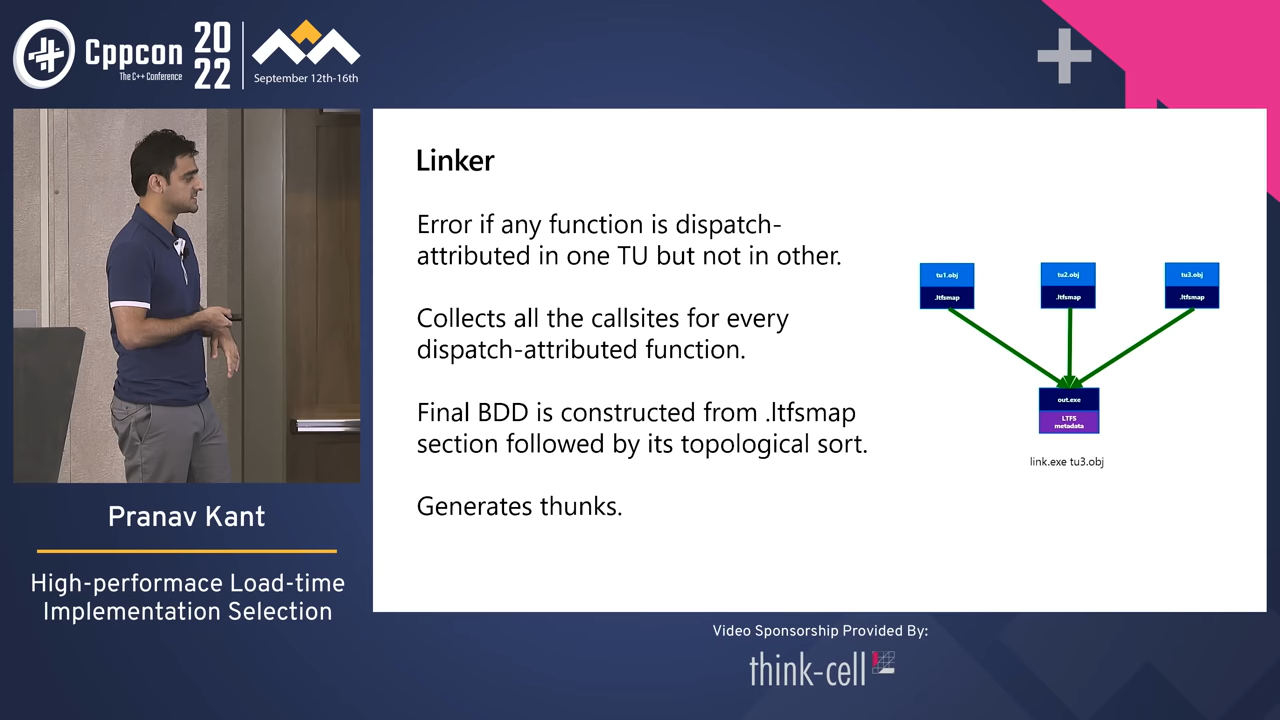 Cppcon
The C++ Conference
20
22
September 12th-16th
Linker
Error if any function is dispatch-
attributed in one TU but not in other.
Collects all the callsites for every
dispatch-attributed function.
Final BDD is constructed from .ltfsmap
section followed by its topological sort.
Generates thunks.
tu1.obj
.ltfsmap
tu2.obj
.ltfsmap
tu3.obj
.ltfsmap
out.exe
LTFS
metadata
link.exe tu3.obj
Pranav Kant
High-performace Load-time
Implementation Selection
Video Sponsorship Provided By:
think-cell